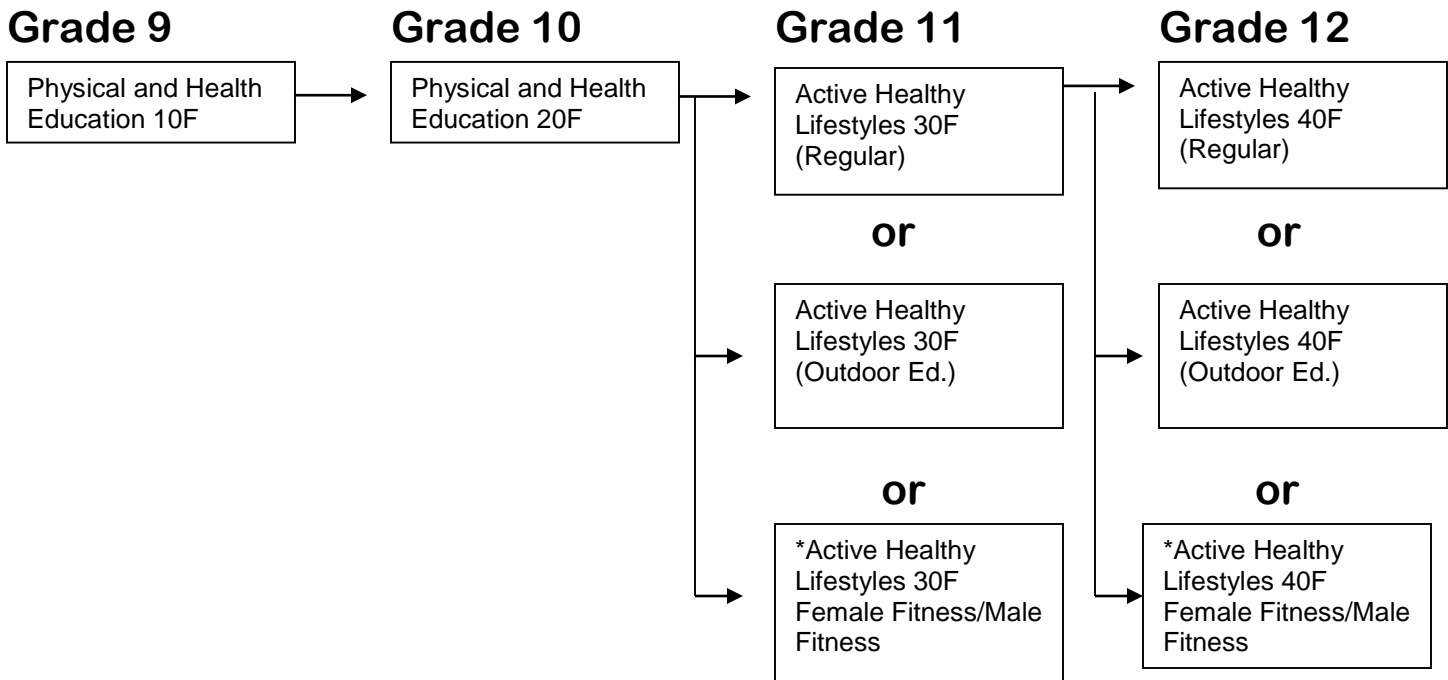 Grade 9
Grade 10
Grade 11
Grade 12
Physical and Health
Education 10F
Physical and Health
Education 20F
Active Healthy
Lifestyles 30F
(Regular)
Active Healthy
Lifestyles 40F
(Regular)
or
or
Active Healthy
Lifestyles 30F
(Outdoor Ed.)
Active Healthy
Lifestyles 40F
(Outdoor Ed.)
or
or
*Active Healthy
Lifestyles 30F
Female Fitness/Male
Fitness
*Active Healthy
Lifestyles 40F
Female Fitness/Male
Fitness